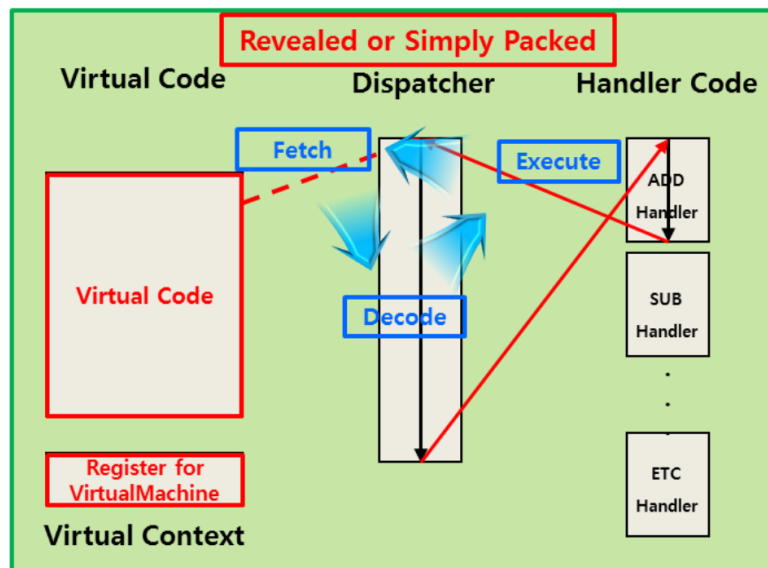 Revealed or Simply Packed
Virtual Code
Dispatcher
Handler Code
Fetch
Execute
ADD
Handler
Virtual Code
Decode
SUB
Handler
.
.
.
Register for
VirtualMachine
ETC
Handler
Virtual Context